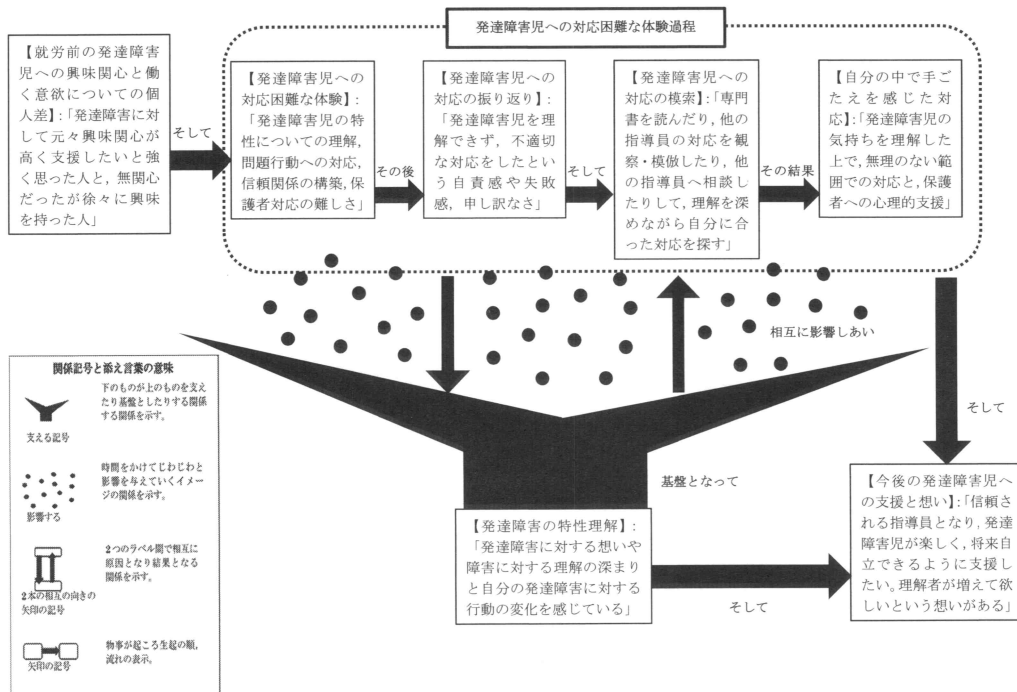 発達障害児への対応困難な体験過程
【就労前の発達障害
児への興味関心と働
く意欲についての個
人差】:「発達障害に対
して元々興味関心が
高く支援したいと強
く思った人と，無関心
だったが徐々に興味
を持った人」
そして
【発達障害児への
対応困難な体験】:
「発達障害児の特
性についての理解，
問題行動への対応，
信頼関係の構築，保
護者対応の難しさ」
その後
【発達障害児への
対応の振り返り】:
「発達障害児を理
解できず，不適切
な対応をしたとい
う自責感や失敗
感，申し訳なさ」
そして
【発達障害児への
対応の模索】:「専門
書を読んだり，他の
指導員の対応を観
察・模倣したり，他
の指導員へ相談し
たりして，理解を深
めながら自分に合
った対応を探す」
その結果
【自分の中で手ご
たえを感じた対
応】:「発達障害児の
気持ちを理解した
上で，無理のない範
囲での対応と，保護
者への心理的支援」
相互に影響しあい
そして
基盤となって
【発達障害の特性理解】:
「発達障害に対する想いや
障害に対する理解の深まり
と自分の発達障害に対する
行動の変化を感じている」
そして
【今後の発達障害児へ
の支援と想い】:「信頼
される指導員となり，発達
障害児が楽しく，将来自
立できるように支援し
たい。理解者が増えて欲
しいという想いがある」
関係記号と添え言葉の意味
下のものが上のものを支え
たり基盤としたりする関係
する関係を示す。
支える記号
時間をかけてじわじわと
影響を与えていくイメー
ジの関係を示す。
影響する
2つのラベル間で相互に
原因となり結果となる
関係を示す。
2本の相互の向きの
矢印の記号
物事が起こる生起の順，
流れの表示。
矢印の記号